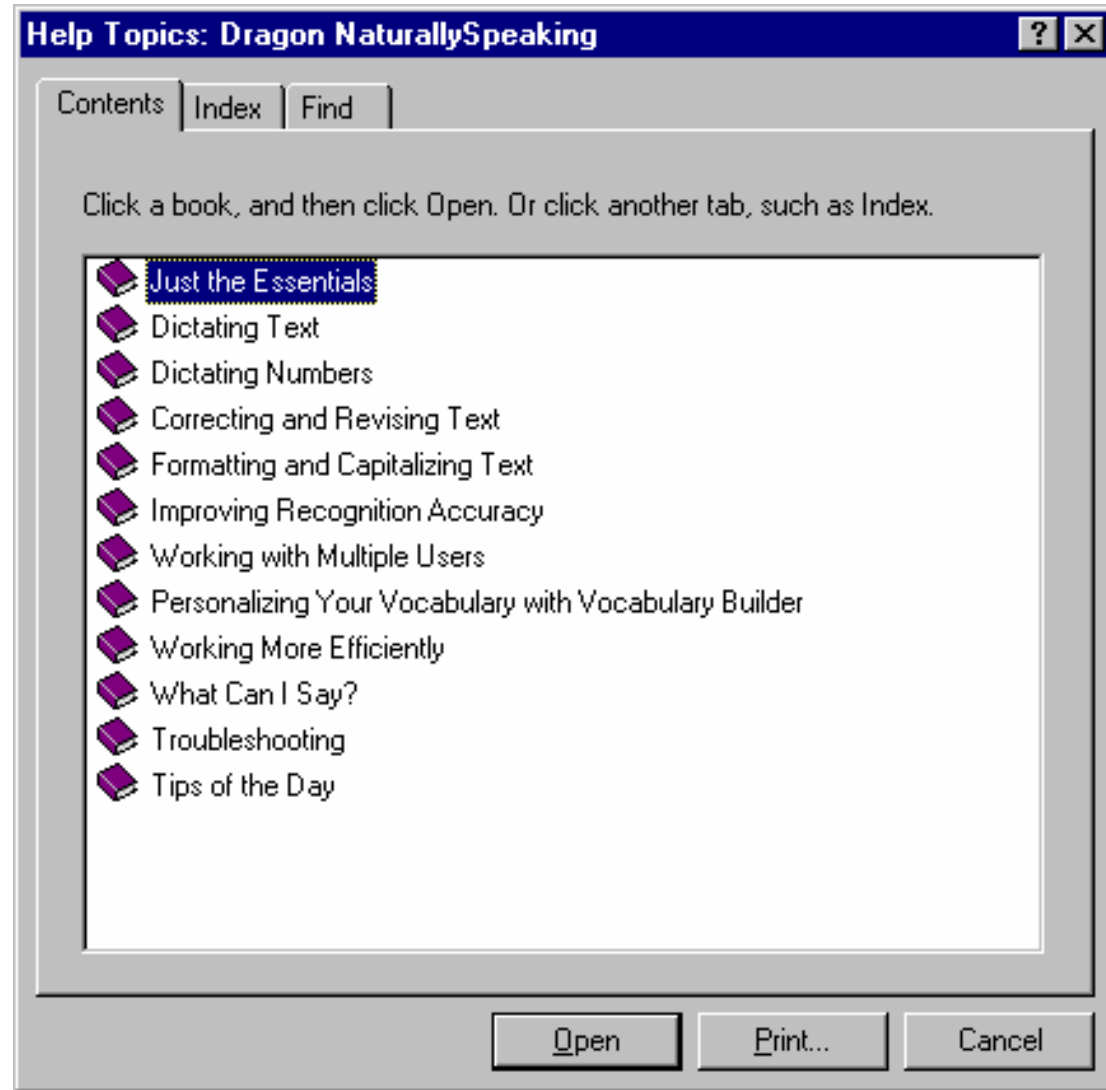 Help Topics: Dragon NaturallySpeaking
Contents Index Find
Click a book, and then click Open. Or click another tab, such as Index.
Just the Essentials
Dictating Text
Dictating Numbers
Correcting and Revising Text
Formatting and Capitalizing Text
Improving Recognition Accuracy
Working with Multiple Users
Personalizing Your Vocabulary with Vocabulary Builder
Working More Efficiently
What Can I Say?
Troubleshooting
Tips of the Day
Open Print... Cancel